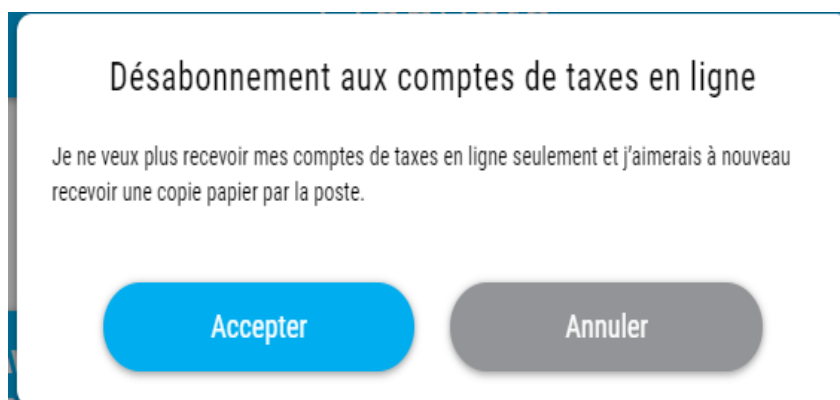 Désabonnement aux comptes de taxes en ligne
Je ne veux plus recevoir mes comptes de taxes en ligne seulement et j'aimerais à nouveau
recevoir une copie papier par la poste.
Accepter
Annuler